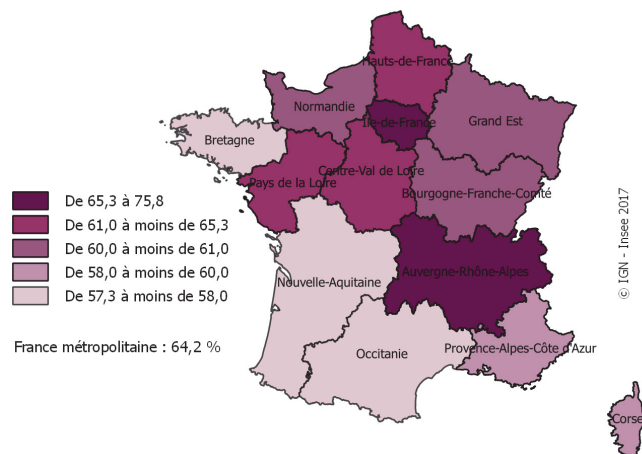 Hauts-de-France
Normandie
Ile-de-France
Grand Est
Bretagne
Centre-Val de Loire
Pays de la Loire
Bourgogne-Franche-Comté
De 65,3 à 75,8
De 61,0 à moins de 65,3
De 60,0 à moins de 61,0
De 58,0 à moins de 60,0
De 57,3 à moins de 58,0
Auvergne-Rhône-Alpes
Nouvelle-Aquitaine
© IGN - Insee 2017
France métropolitaine : 64,2 %
Occitanie
Provence-Alpes-Côte d'Azur
Corse